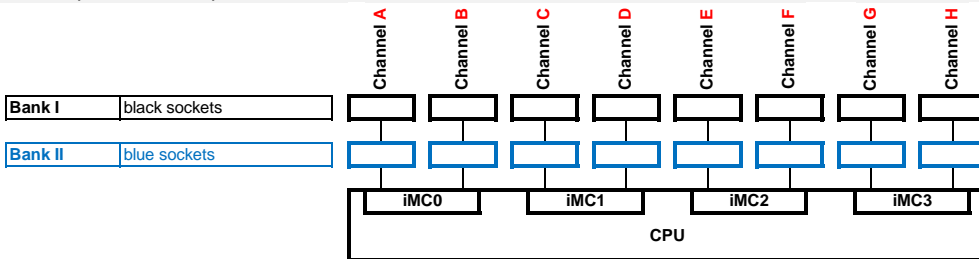 Channel A
Channel B
Channel C
Channel D
Channel E
Channel F
Channel G
Channel H
Bank I black sockets
Bank II blue sockets
iMC0 iMC1 iMC2 iMC3
CPU